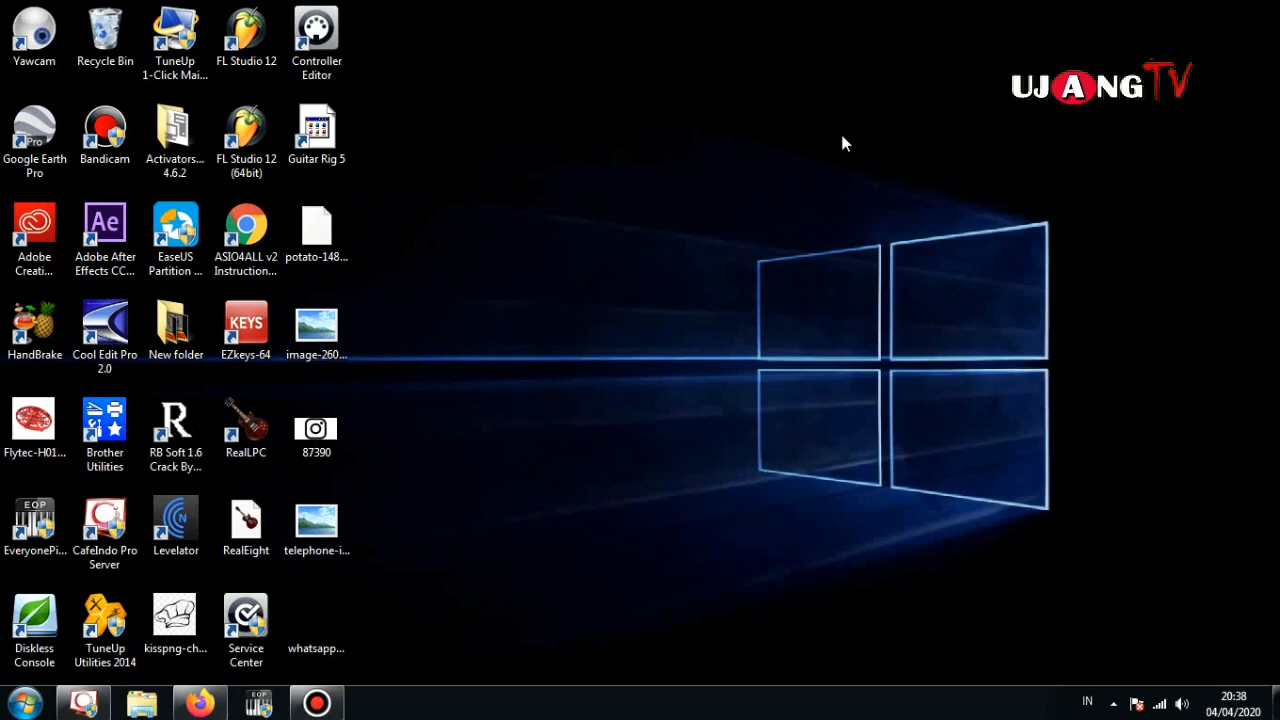 UJANGTV
Yawcam
Recycle Bin
TuneUp
1-Click Mai...
FL Studio 12
Controller
Editor
Pro
Google Earth
Pro
Bandicam
Activators...
4.6.2
FL Studio 12
(64bit)
Guitar Rig 5
Adobe
Creati...
Ae
Adobe After
Effects CC...
EaseUS
Partition ...
ASIO4ALL v2
Instruction...
potato-148...
HandBrake
Cool Edit Pro
2.0
New folder
KEYS
EZkeys-64
image-260...
Flytec-H01...
Brother
Utilities
R
RB Soft 1.6
Crack By...
RealLPC
87390
EOP
EveryonePi...
CafeIndo Pro
Server
N
Levelator
RealEight
telephone-i...
Diskless
Console
TuneUp
Utilities 2014
kisspng-ch...
Service
Center
whatsapp...
EOP
IN
20:38
04/04/2020